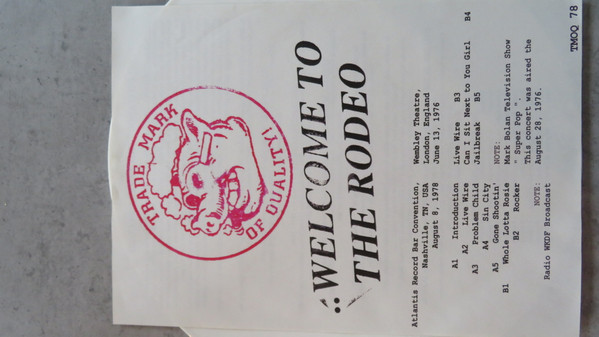 TRADE MARK
OF QUALITY!
:.WELCOME TO
THE RODEO
Atlantis Record Bar Convention,
Nashville, TN, USA
August 8, 1978
A1 Introduction
A2 Live Wire
A3 Problem Child
A4 Sin City
A5 Gone Shootin'
B1 Whole Lotta Rosie
B2 Rocker
NOTE:
Radio WKDF Broadcast
Wembley Theatre,
London, England
June 13, 1976
Live Wire B3
Can I Sit Next to You Girl B4
Jailbreak B5
NOTE:
Mark Bolan Television Show
" Super Pop ".
This concert was aired the
August 28, 1976.
TMOQ 78